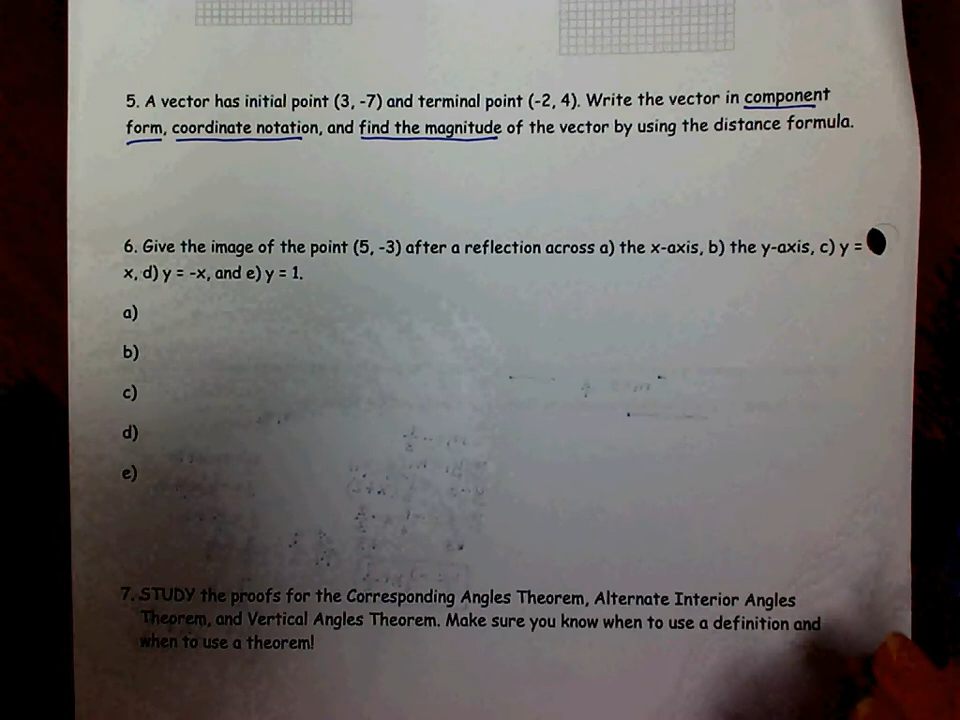 5. A vector has initial point (3, -7) and terminal point (-2, 4). Write the vector in component
form, coordinate notation, and find the magnitude of the vector by using the distance formula.
6. Give the image of the point (5, -3) after a reflection across a) the x-axis, b) the y-axis, c) y =
x, d) y = -x, and e) y = 1.
a)
b)
c)
d)
e)
7. STUDY the proofs for the Corresponding Angles Theorem, Alternate Interior Angles
Theorem, and Vertical Angles Theorem. Make sure you know when to use a definition and
when to use a theorem!